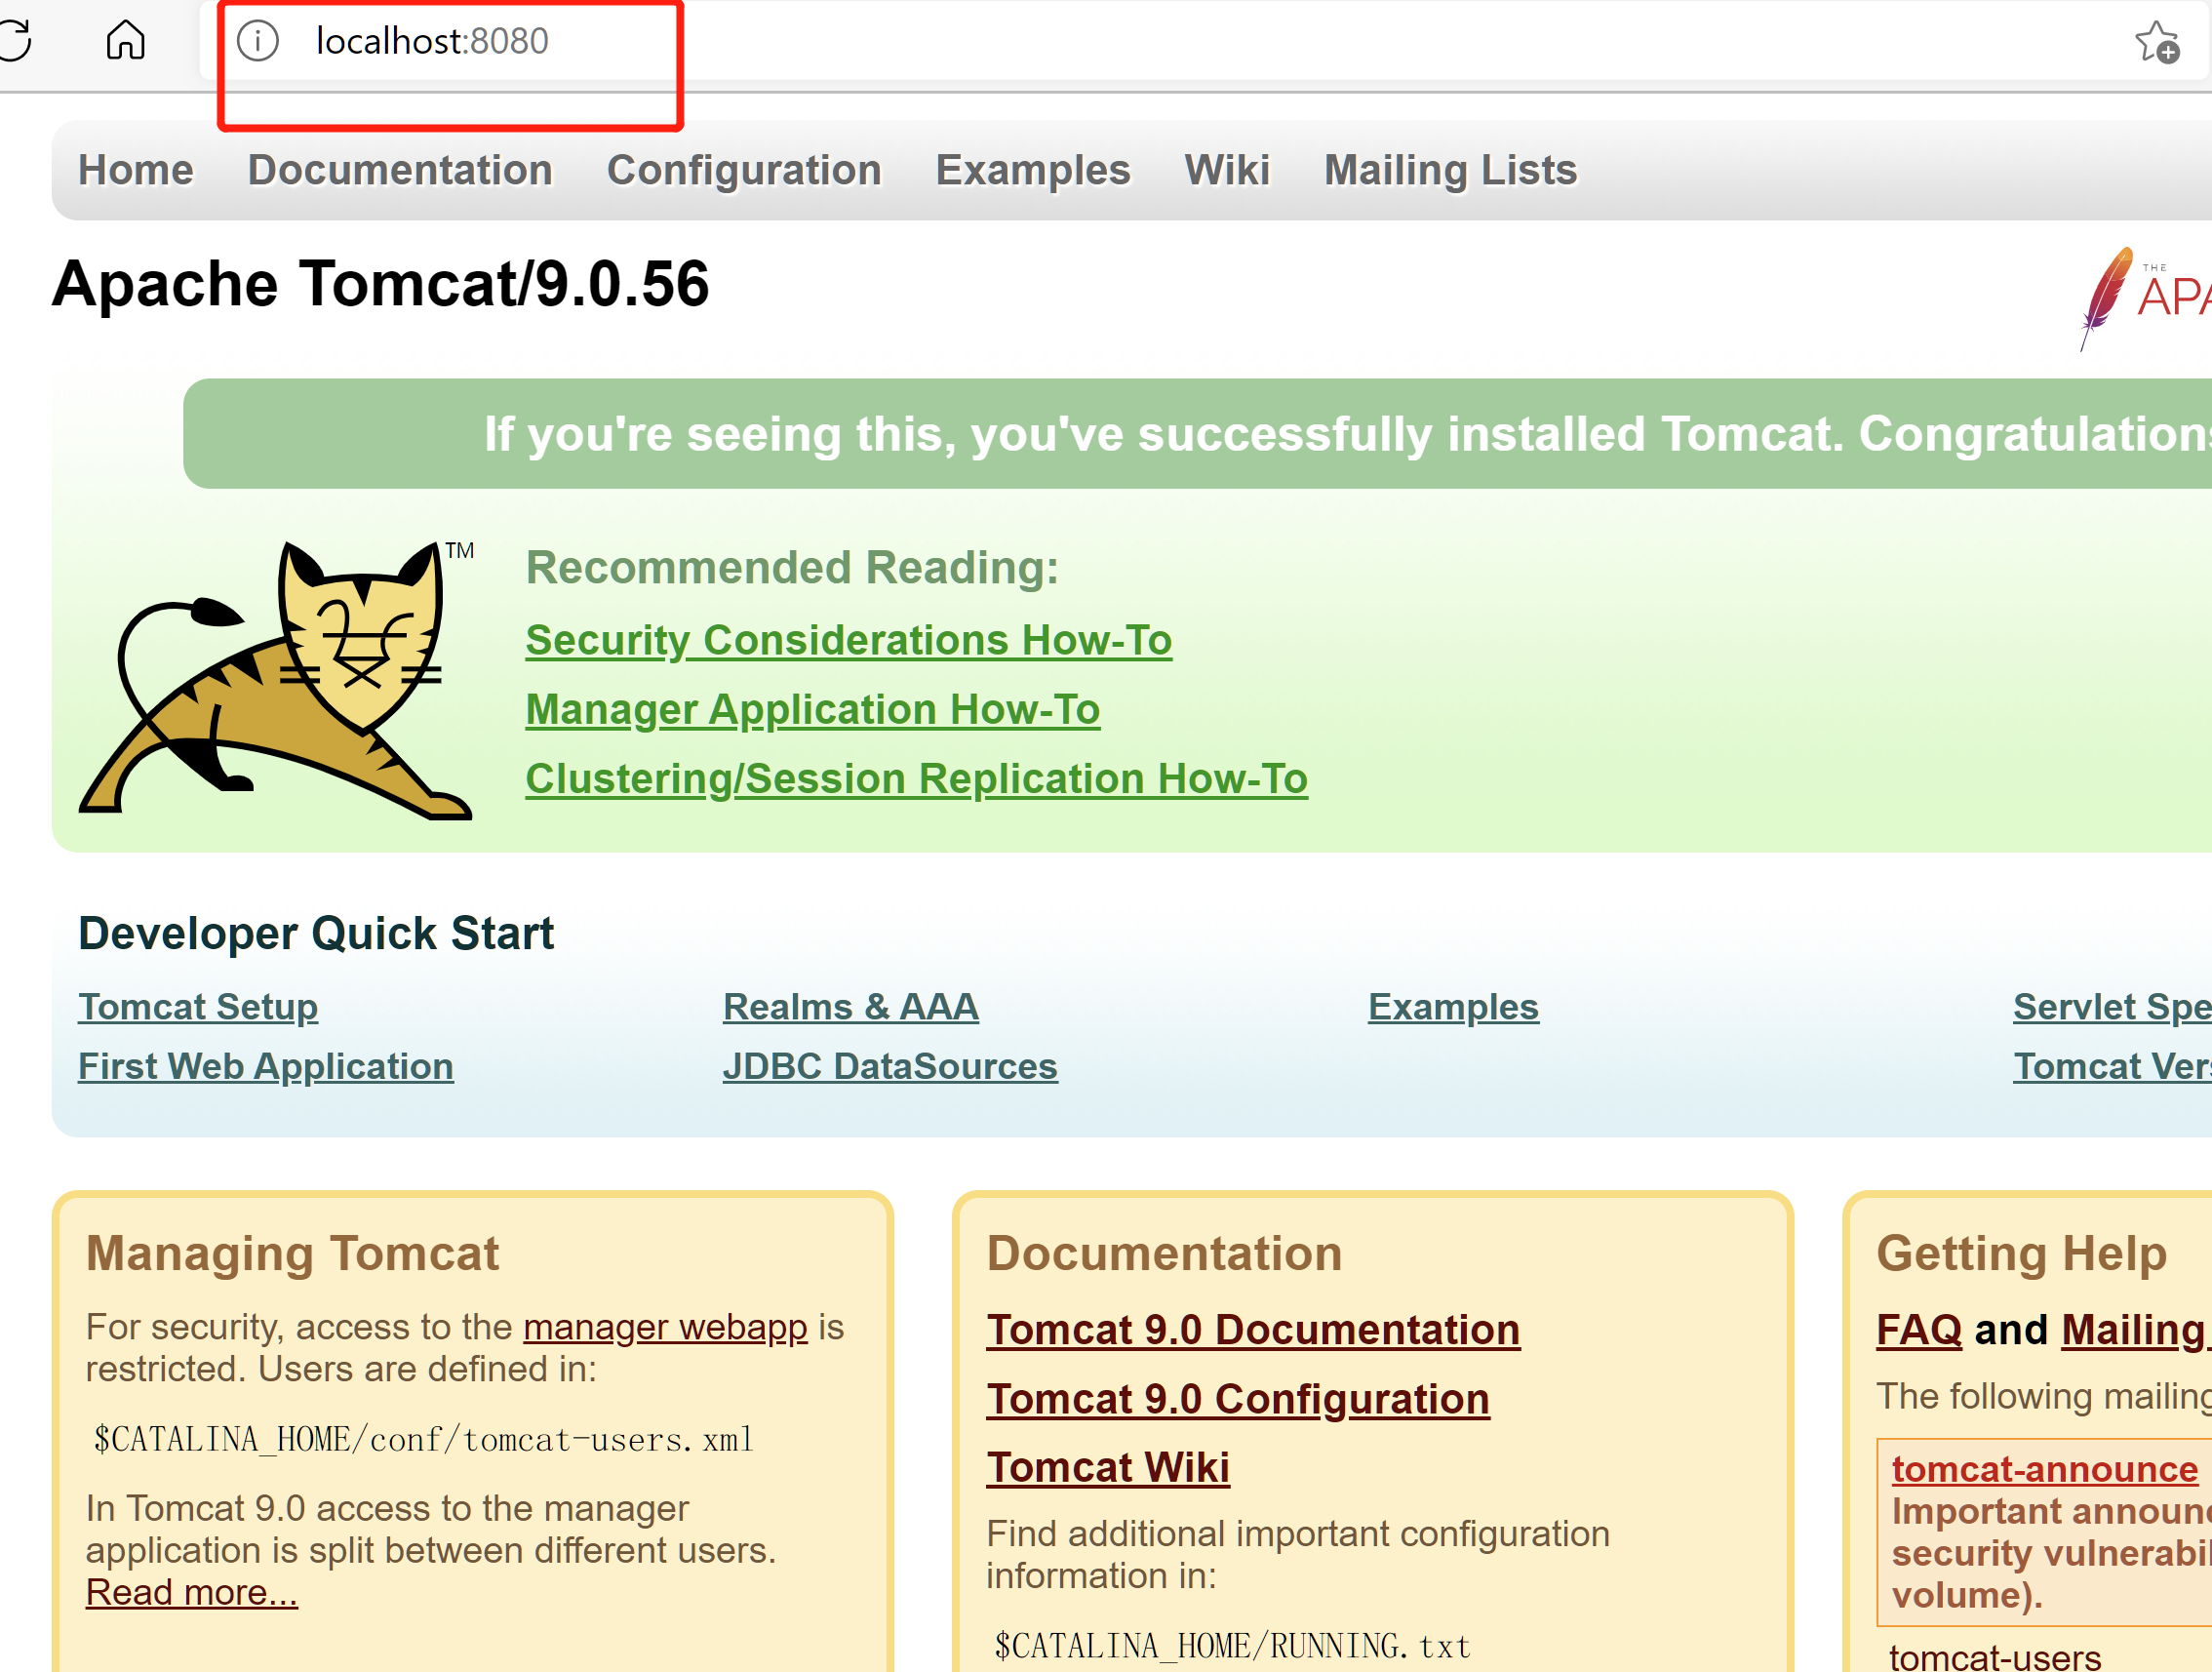 localhost:8080
Home Documentation Configuration Examples Wiki Mailing Lists
Apache Tomcat/9.0.56
THE
If you're seeing this, you've successfully installed Tomcat. Congratulations
TM
Recommended Reading:
Security Considerations How-To
Manager Application How-To
Clustering/Session Replication How-To
Developer Quick Start
Tomcat Setup Realms & AAA Examples Servlet
First Web Application JDBC DataSources Tomcat
Managing Tomcat
For security, access to the manager webapp is
restricted. Users are defined in:
$CATALINA_HOME/conf/tomcat-users.xml
In Tomcat 9.0 access to the manager
application is split between different users.
Read more...
Documentation
Tomcat 9.0 Documentation
Tomcat 9.0 Configuration
Tomcat Wiki
Find additional important configuration
information in:
$CATALINA_HOME/RUNNING.txt
Getting Help
FAQ and Mailing
The following mailing
tomcat-announce
Important
security
volume).
tomcat-users